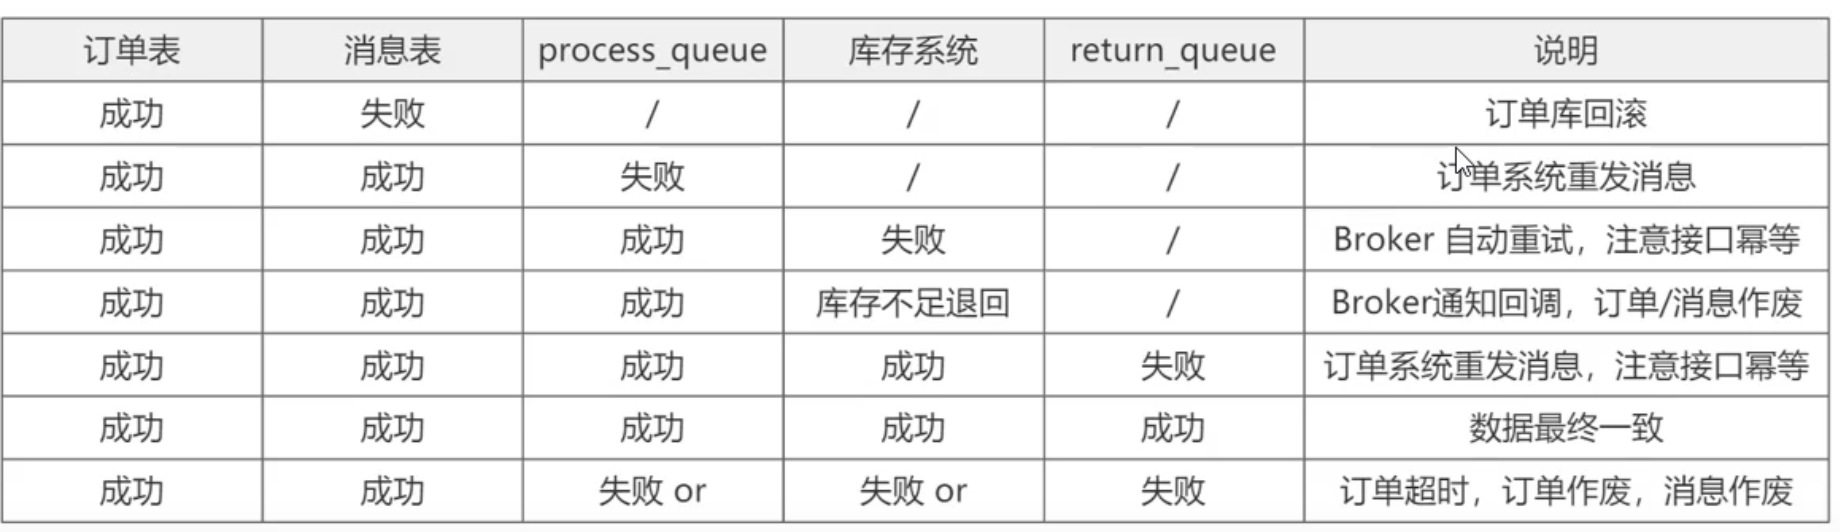 订单表 消息表 process_queue 库存系统 return_queue 说明
成功 失败 / / / 订单库回滚
成功 成功 失败 / / 订单系统重发消息
成功 成功 成功 失败 / Broker 自动重试，注意接口幂等
成功 成功 成功 库存不足退回 / Broker通知回调，订单/消息作废
成功 成功 成功 成功 失败 订单系统重发消息，注意接口幂等
成功 成功 成功 成功 成功 数据最终一致
成功 成功 失败 or 失败 or 失败 订单超时，订单作废，消息作废